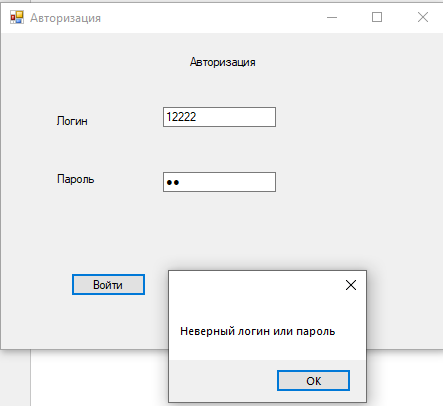 Авторизация
Авторизация
Логин
12222
Пароль
••
Войти
Неверный логин или пароль
OK